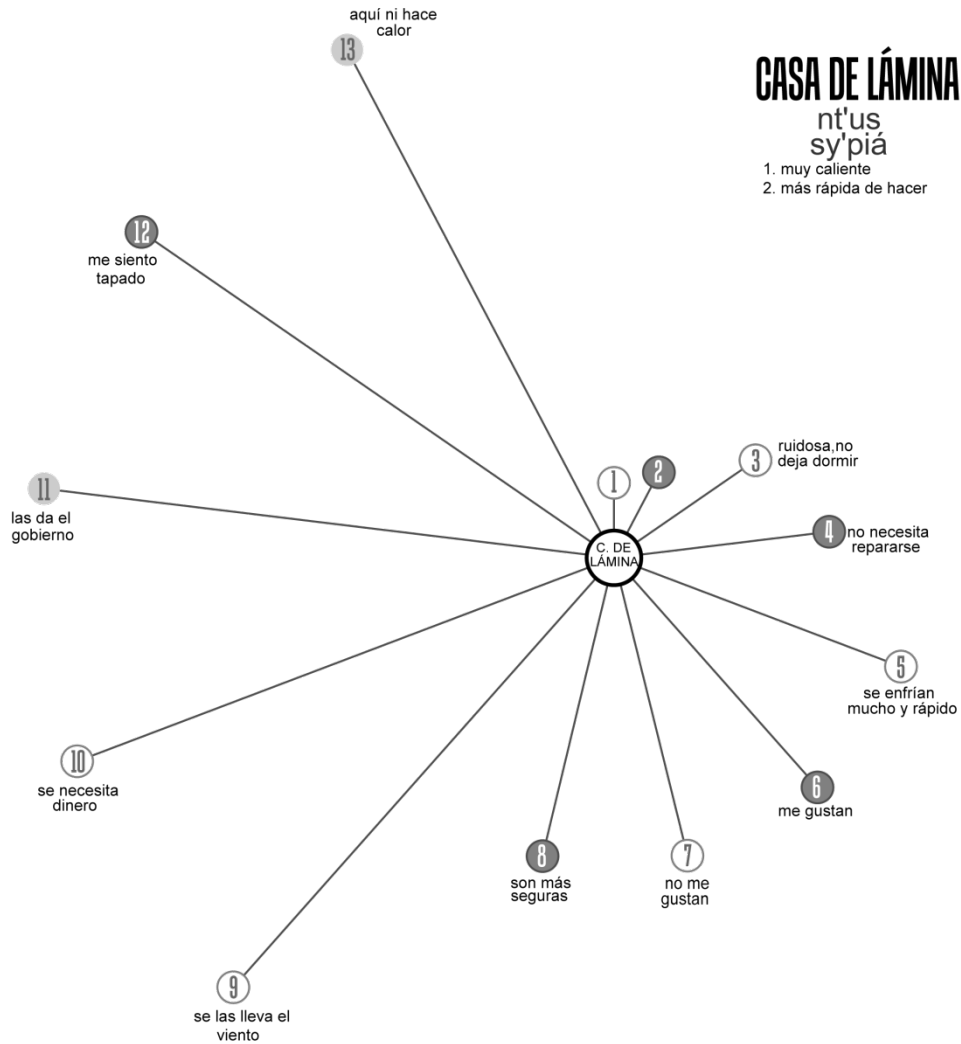 CASA DE LÁMINA
nt'us
sy'piá
1. muy caliente
2. más rápida de hacer
aquí ni hace
calor
13
12
me siento
tapado
11
las da el
gobierno
10
se necesita
dinero
9
se las lleva el
viento
8
son más
seguras
7
no me
gustan
6
me gustan
5
se enfrían
mucho y rápido
4
no necesita
repararse
3
ruidosa,no
deja dormir
2
1
C. DE
LÁMINA